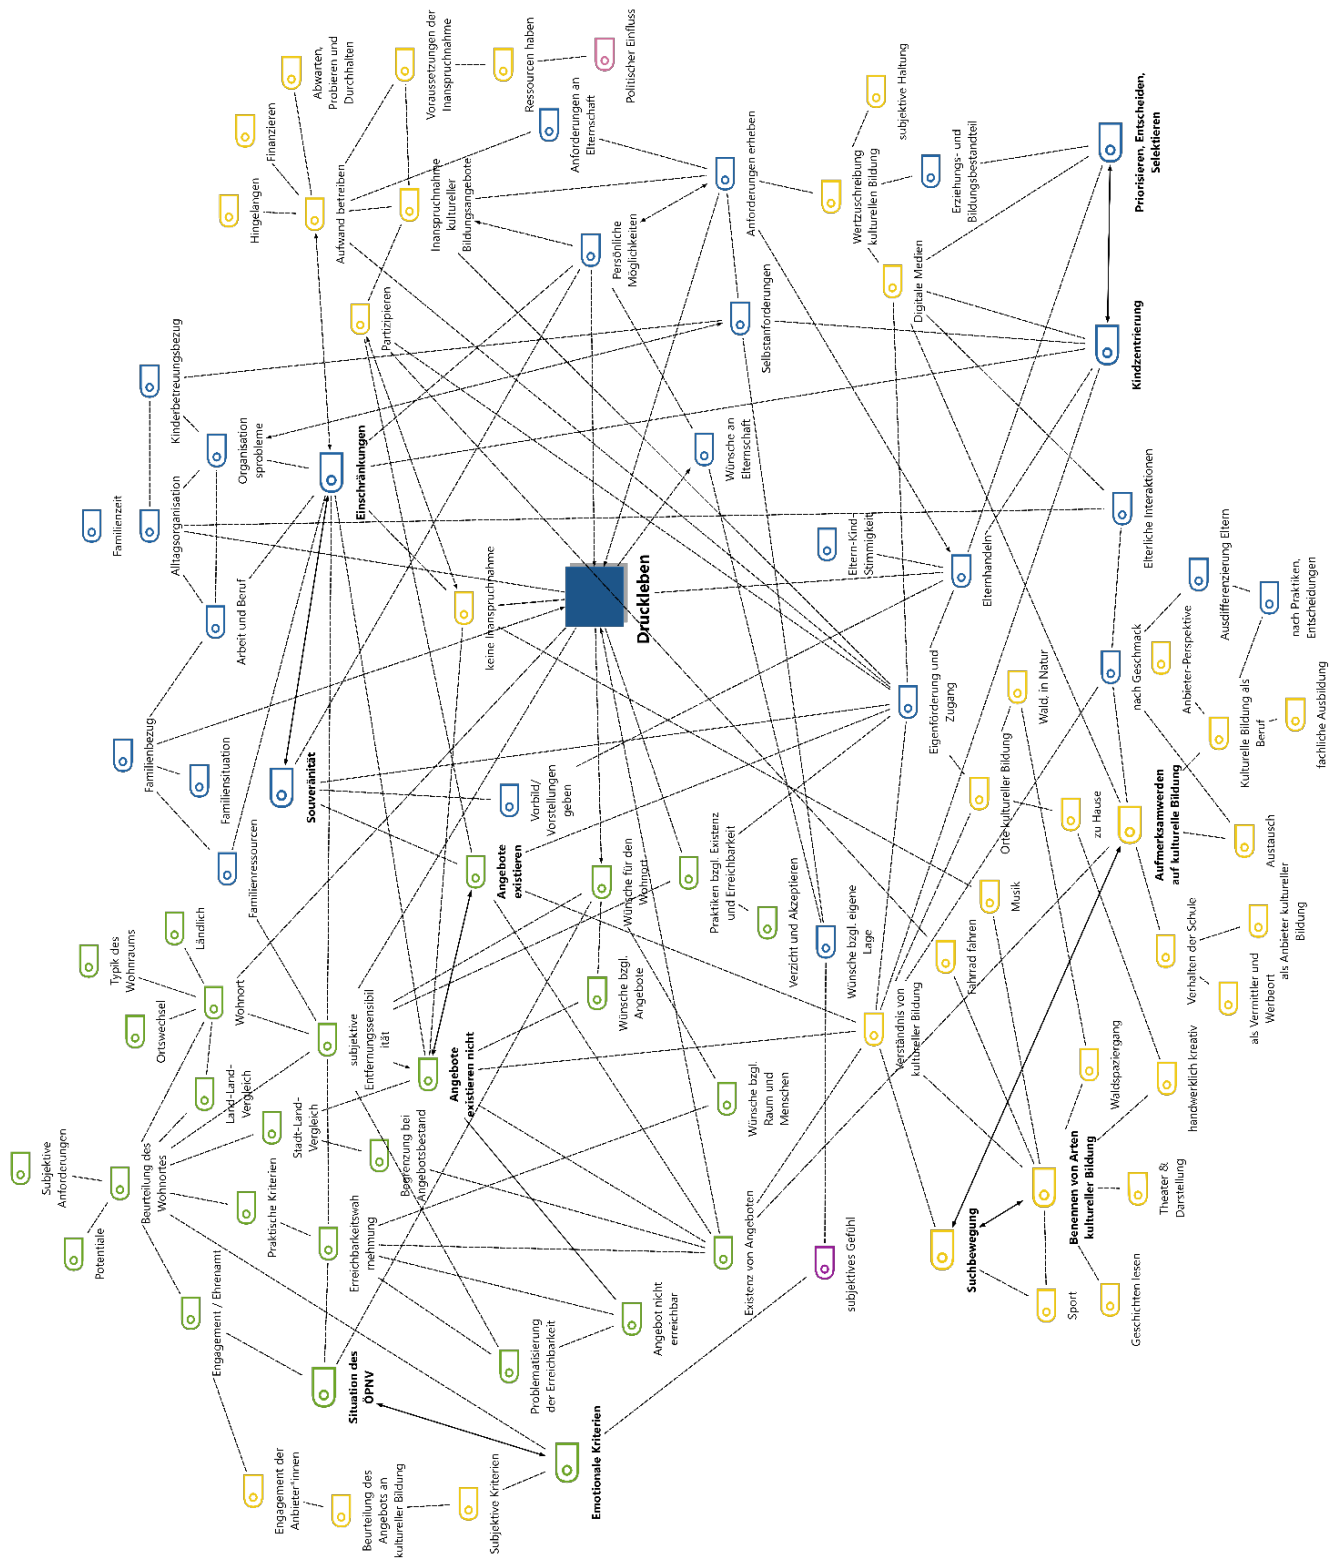 Subjektive
Anforderungen
Potentiale
Beurteilung des
Wohnortes
Typik des
Wohnraums
Ländlich
Ortswechsel
Wohnort
Land-Land-
Vergleich
Stadt-Land-
Vergleich
Praktische Kriterien
Engagement / Ehrenamt
Erreichbarkeitswah
rnehmung
Begrenzung bei
Angebotsbestand
Situation des
ÖPNV
Engagement der
Anbieter*innen
Beurteilung des
Angebots an
kultureller Bildung
Subjektive Kriterien
Emotionale Kriterien
Problematisierung
der Erreichbarkeit
Angebot nicht
erreichbar
Existenz von Angeboten
subjektives Gefühl
Wünsche bzgl.
Raum und
Menschen
Wünsche bzgl.
Angebote
Angebote
existieren nicht
subjektive
Entfernungssensibil
ität
Angebote
existieren
Wünsche für den
Wohnort
Praktiken bzgl. Existenz
und Erreichbarkeit
Verzicht und Akzeptieren
Wünsche bzgl. eigene
Lage
Familienzeit
Alltagsorganisation
Kinderbetreuungsbezug
Organisation
sprobleme
Arbeit und Beruf
Familienbezug
Familiensituation
Familienressourcen
Souveränität
Vorbild/
Vorstellungen
geben
Einschränkungen
keine Inanspruchnahme
Drückleben
Partizipieren
Hingelangen
Finanzieren
Abwarten,
Probieren und
Durchhalten
Aufwand betreiben
Voraussetzungen der
Inanspruchnahme
Ressourcen haben
Politischer Einfluss
Inanspruchnahme
kultureller
Bildungsangebote
Anforderungen an
Elternschaft
Persönliche
Möglichkeiten
Anforderungen erheben
Selbstanforderungen
Wünsche an
Elternschaft
Eltern-Kind-
Stimmigkeit
Elternhandeln
Eigenförderung und
Zugang
subjektive Haltung
Wertzuschreibung
kulturellen Bildung
Erziehungs- und
Bildungsbestandteil
Digitale Medien
Priorisieren, Entscheiden,
Selektieren
Kindzentrierung
Elterliche Interaktionen
Ausdifferenzierung Eltern
nach Praktiken,
Entscheidungen
nach Geschmack
Anbieter-Perspektive
Kulturelle Bildung als
Beruf
fachliche Ausbildung
Wald, in Natur
Orte kultureller Bildung
zu Hause
Aufmerksamwerden
auf kulturelle Bildung
Austausch
Verhalten der Schule
als Anbieter kultureller
Bildung
als Vermittler und
Werbeort
Musik
Fahrrad fahren
Verständnis von
kultureller Bildung
Waldspaziergang
handwerklich kreativ
Benennen von Arten
kultureller Bildung
Theater &
Darstellung
Suchbewegung
Sport
Geschichten lesen